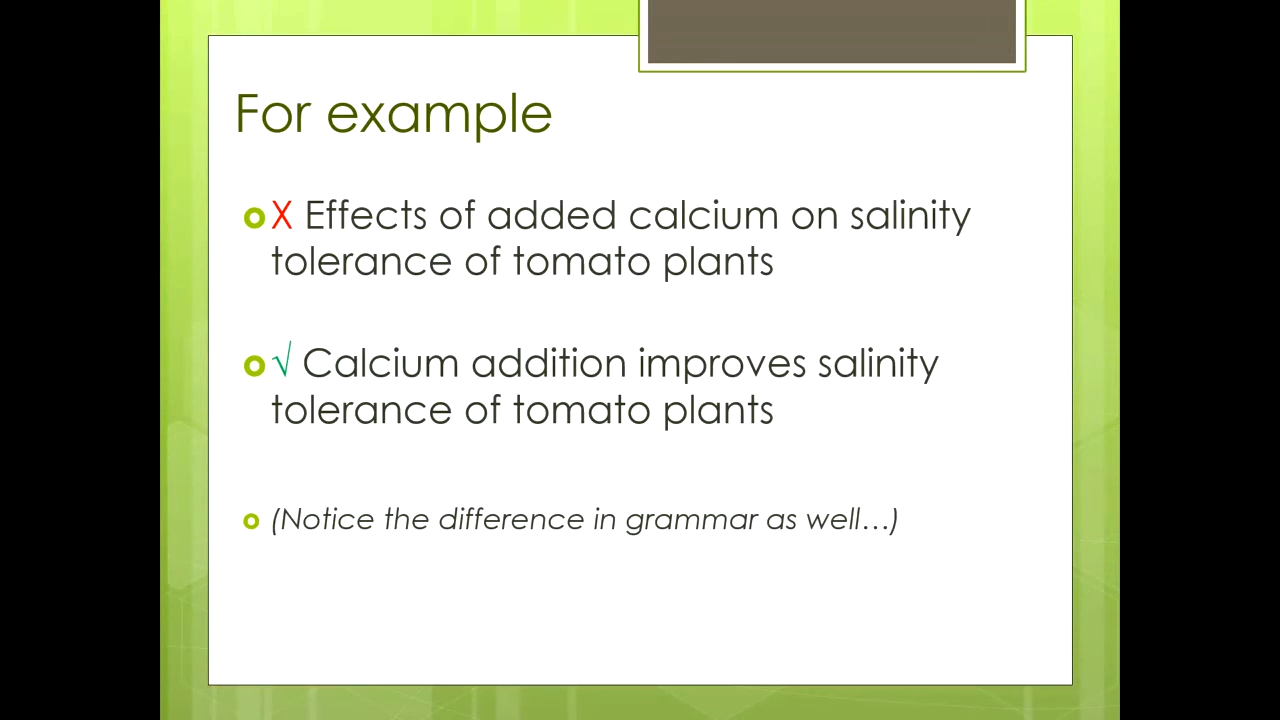 For example
X Effects of added calcium on salinity
tolerance of tomato plants
√ Calcium addition improves salinity
tolerance of tomato plants
(Notice the difference in grammar as well…)